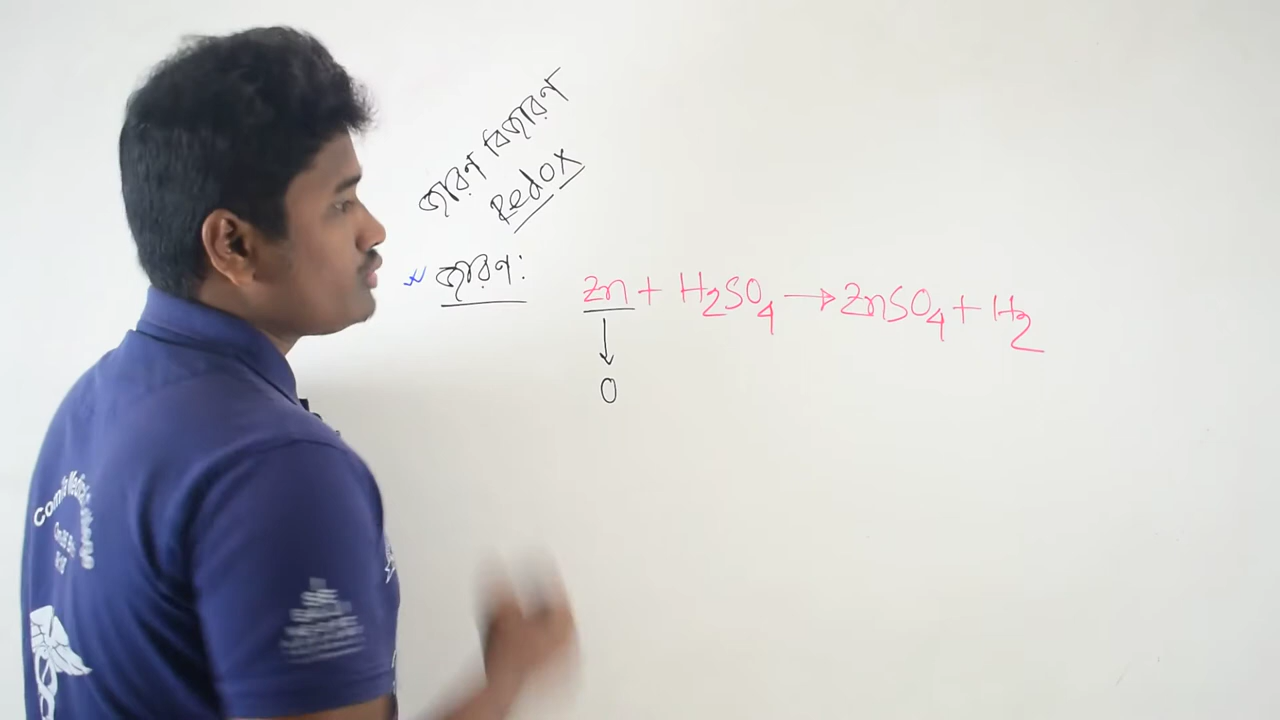 জারণ বিজারণ
Redox
জারণ:
Zn + H₂SO₄ → ZnSO₄ + H₂
↓
0